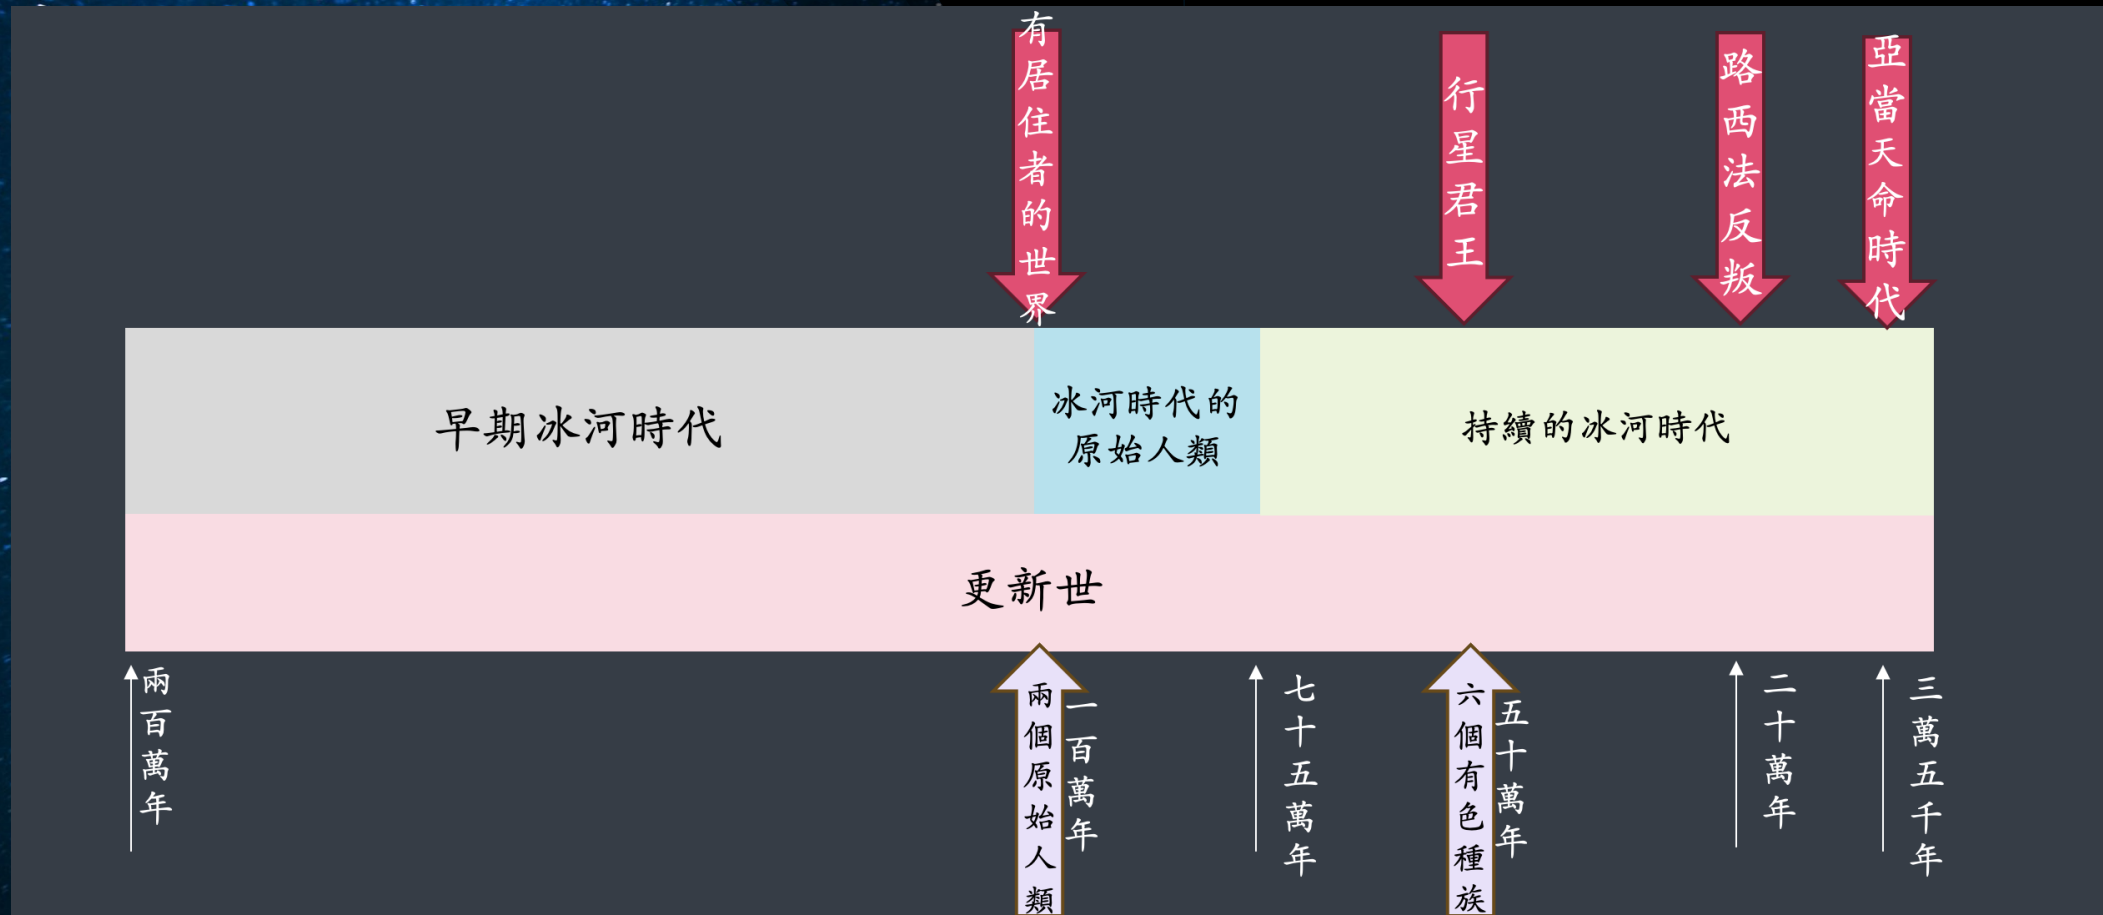 有居住者的世界
行星君王
路西法反叛
亞當天命時代
早期冰河時代
冰河時代的
原始人類
持續的冰河時代
更新世
兩百萬年
兩個原始人類
一百萬年
七十五萬年
六個有色種族
五十萬年
二十萬年
三萬五千年